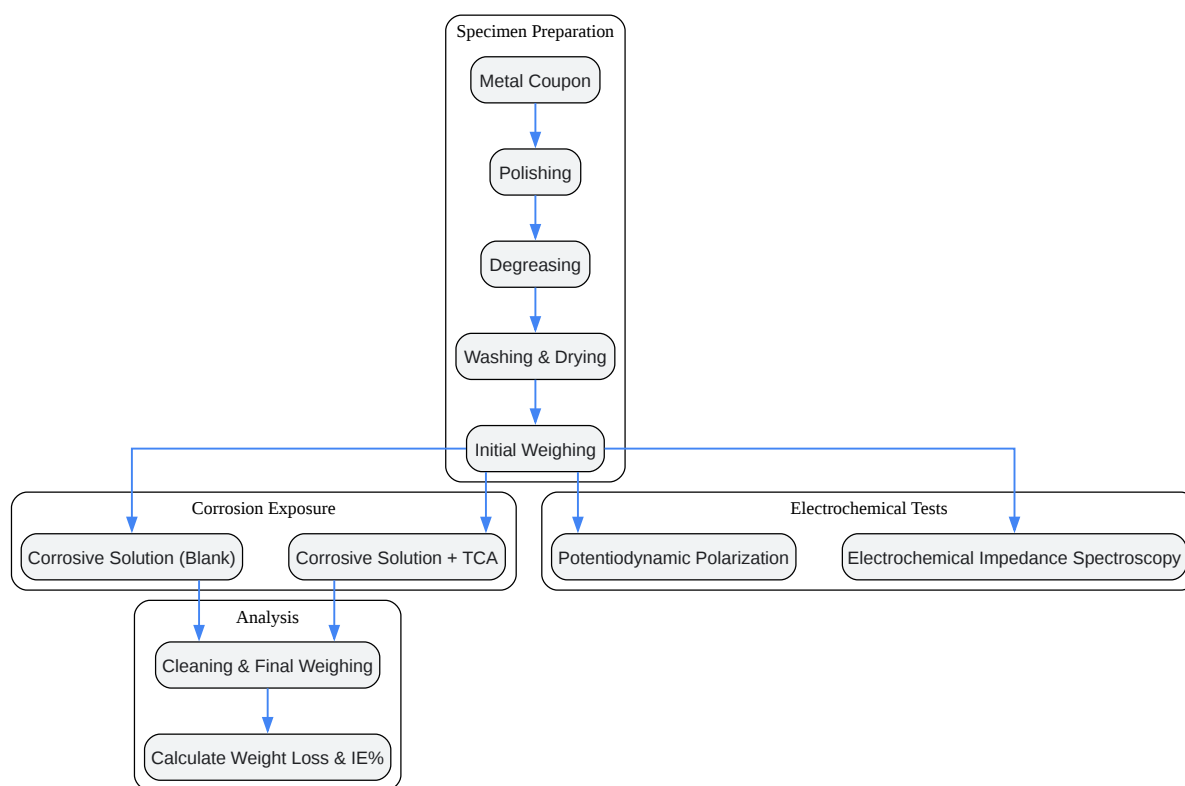 Specimen Preparation
Metal Coupon
Polishing
Degreasing
Washing & Drying
Initial Weighing
Corrosion Exposure
Electrochemical Tests
Corrosive Solution (Blank)
Corrosive Solution + TCA
Potentiodynamic Polarization
Electrochemical Impedance Spectroscopy
Analysis
Cleaning & Final Weighing
Calculate Weight Loss & IE%